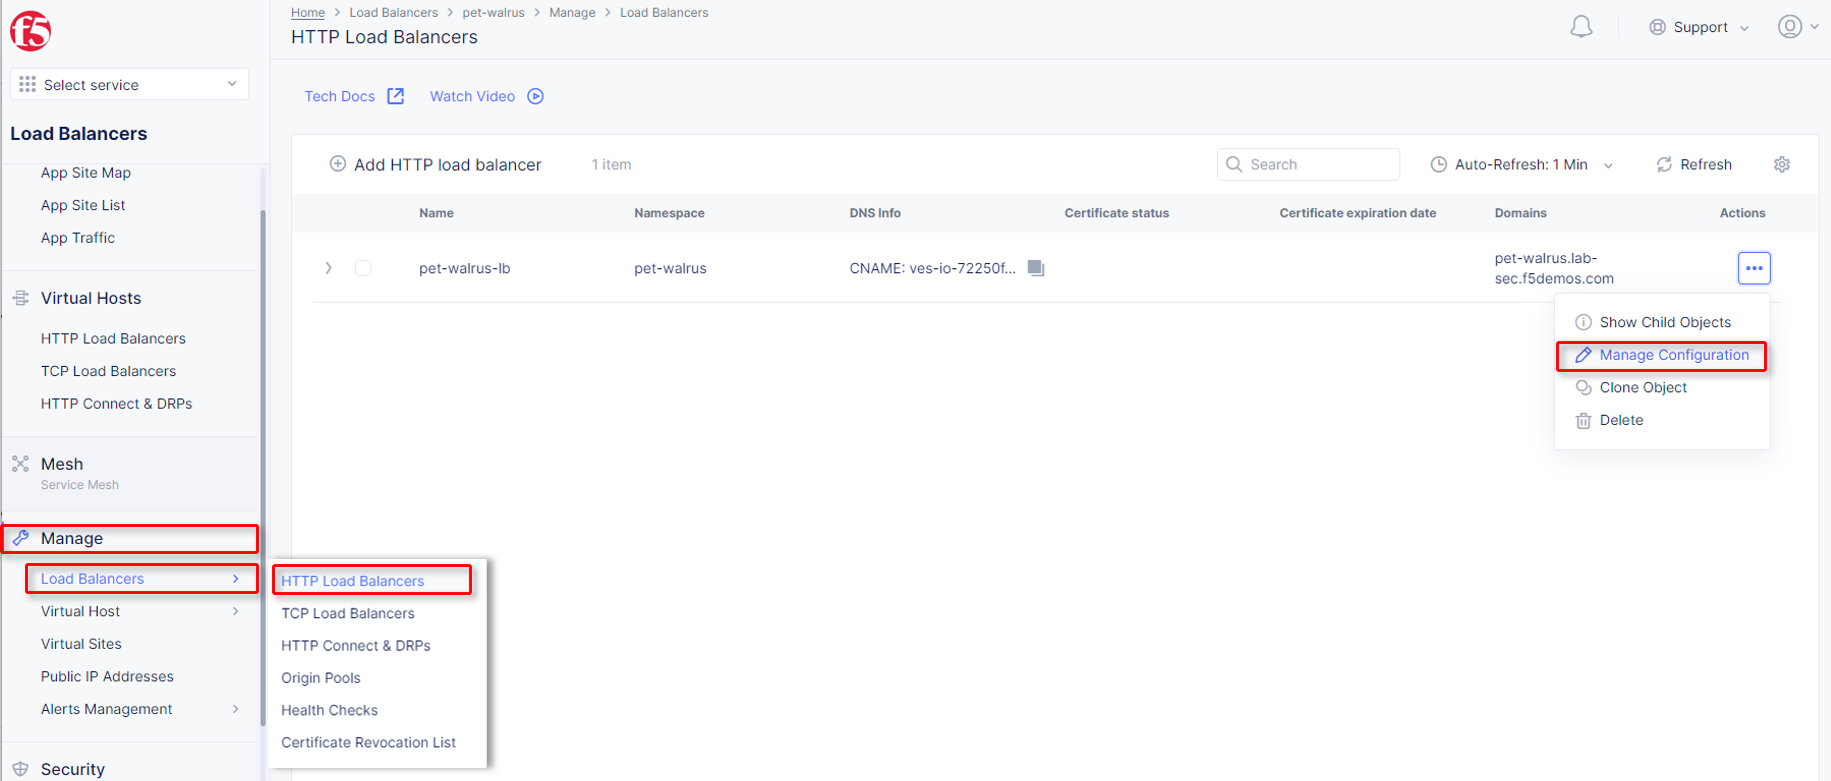 f5
Select service
Load Balancers
App Site Map
App Site List
App Traffic
Virtual Hosts
HTTP Load Balancers
TCP Load Balancers
HTTP Connect & DRPs
Mesh
Service Mesh
Manage
Load Balancers
Virtual Host
Virtual Sites
Public IP Addresses
Alerts Management
Security
HTTP Load Balancers
TCP Load Balancers
HTTP Connect & DRPs
Origin Pools
Health Checks
Certificate Revocation List
Home > Load Balancers > pet-walrus > Manage > Load Balancers
HTTP Load Balancers
Support
Tech Docs Watch Video
Add HTTP load balancer 1 item Search Auto-Refresh: 1 Min Refresh
Name Namespace DNS Info Certificate status Certificate expiration date Domains Actions
pet-walrus-lb pet-walrus CNAME: ves-io-72250f... pet-walrus.lab-
sec.f5demos.com
Show Child Objects
Manage Configuration
Clone Object
Delete